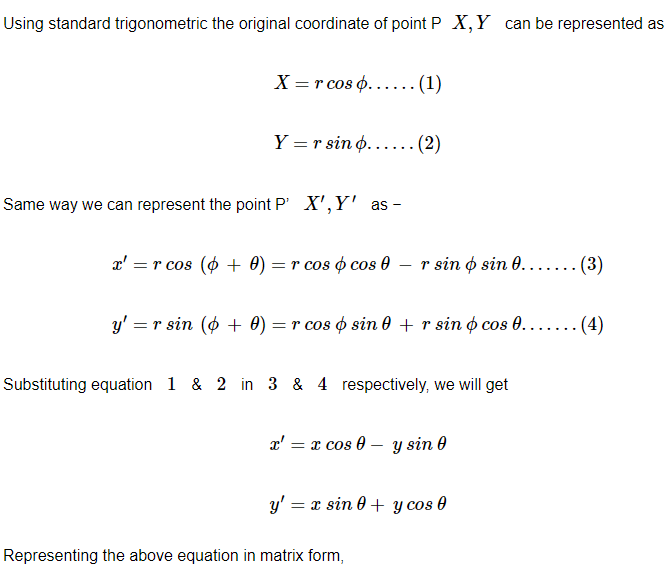 Using standard trigonometric the original coordinate of point P X, Y can be represented as
X = r cos ϕ...... (1)
Y = r sin ϕ...... (2)
Same way we can represent the point P’ X′, Y′ as −
x′ = r cos (ϕ + θ) = r cos ϕ cos θ − r sin ϕ sin θ....... (3)
y′ = r sin (ϕ + θ) = r cos ϕ sin θ + r sin ϕ cos θ....... (4)
Substituting equation 1 & 2 in 3 & 4 respectively, we will get
x′ = x cos θ − y sin θ
y′ = x sin θ + y cos θ
Representing the above equation in matrix form,